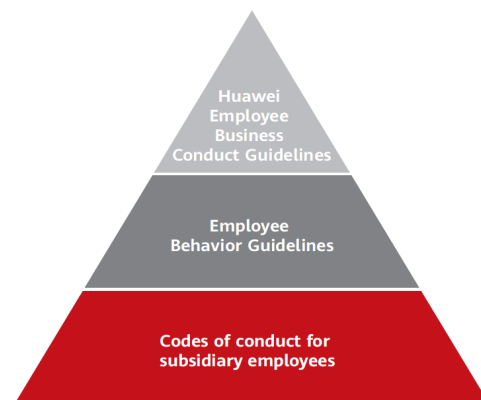 Huawei
Employee
Business
Conduct Guidelines
Employee
Behavior Guidelines
Codes of conduct for
subsidiary employees